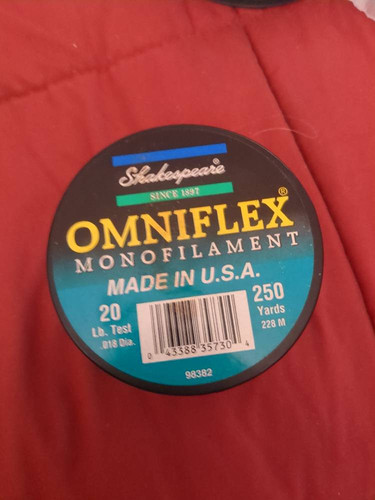 Shakespeare
SINCE 1897
OMNIFLEX®
MONOFILAMENT
MADE IN U.S.A.
20
Lb. Test
.018 Dia.
250
Yards
228 M
0 43388 35730 4
98382